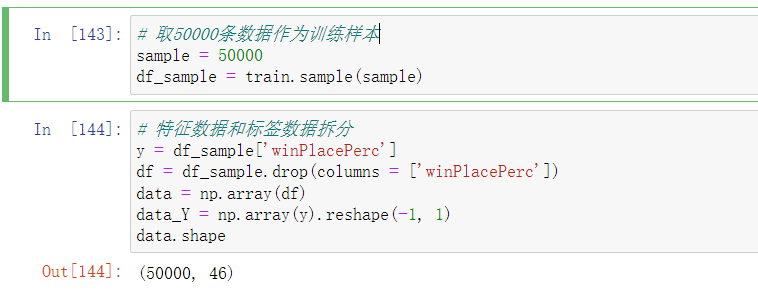 In [143]:
# 取50000条数据作为训练样本
sample = 50000
df_sample = train.sample(sample)
In [144]:
# 特征数据和标签数据拆分
y = df_sample['winPlacePerc']
df = df_sample.drop(columns = ['winPlacePerc'])
data = np.array(df)
data_Y = np.array(y).reshape(-1, 1)
data.shape
Out[144]: (50000, 46)